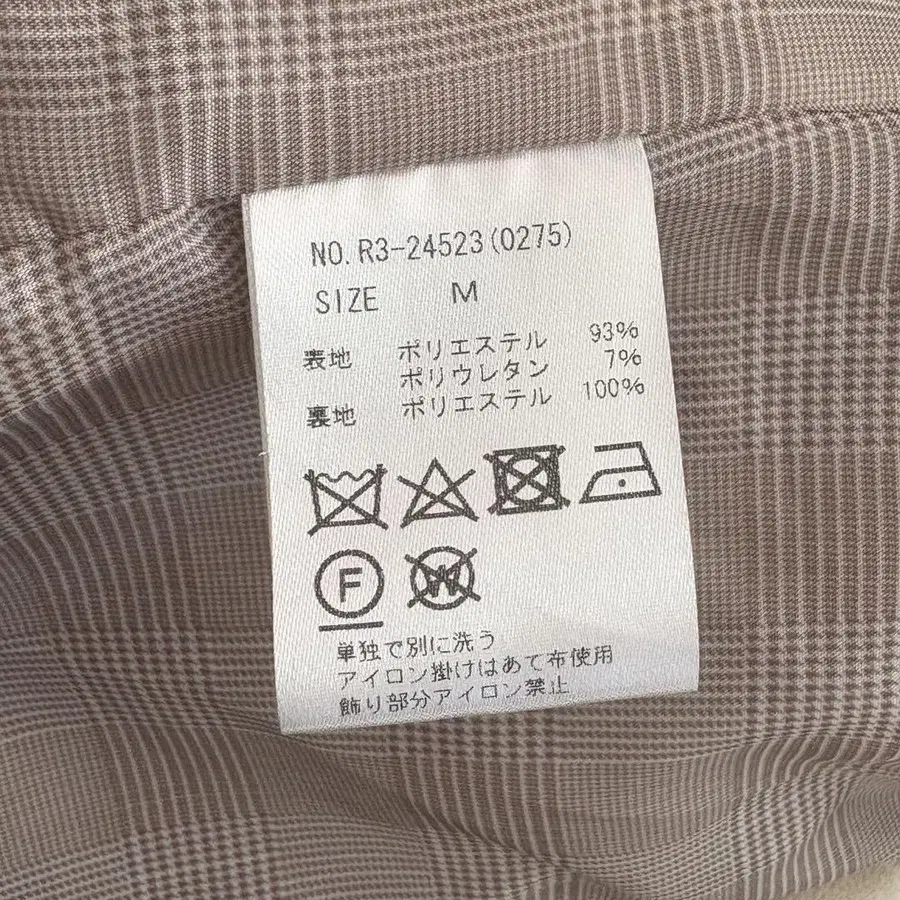 NO. R3-24523(0275)
SIZE M
表地 ポリエステル 93%
ポリウレタン 7%
裏地 ポリエステル 100%
F W
単独で別に洗う
アイロン掛けはあて布使用
飾り部分アイロン禁止